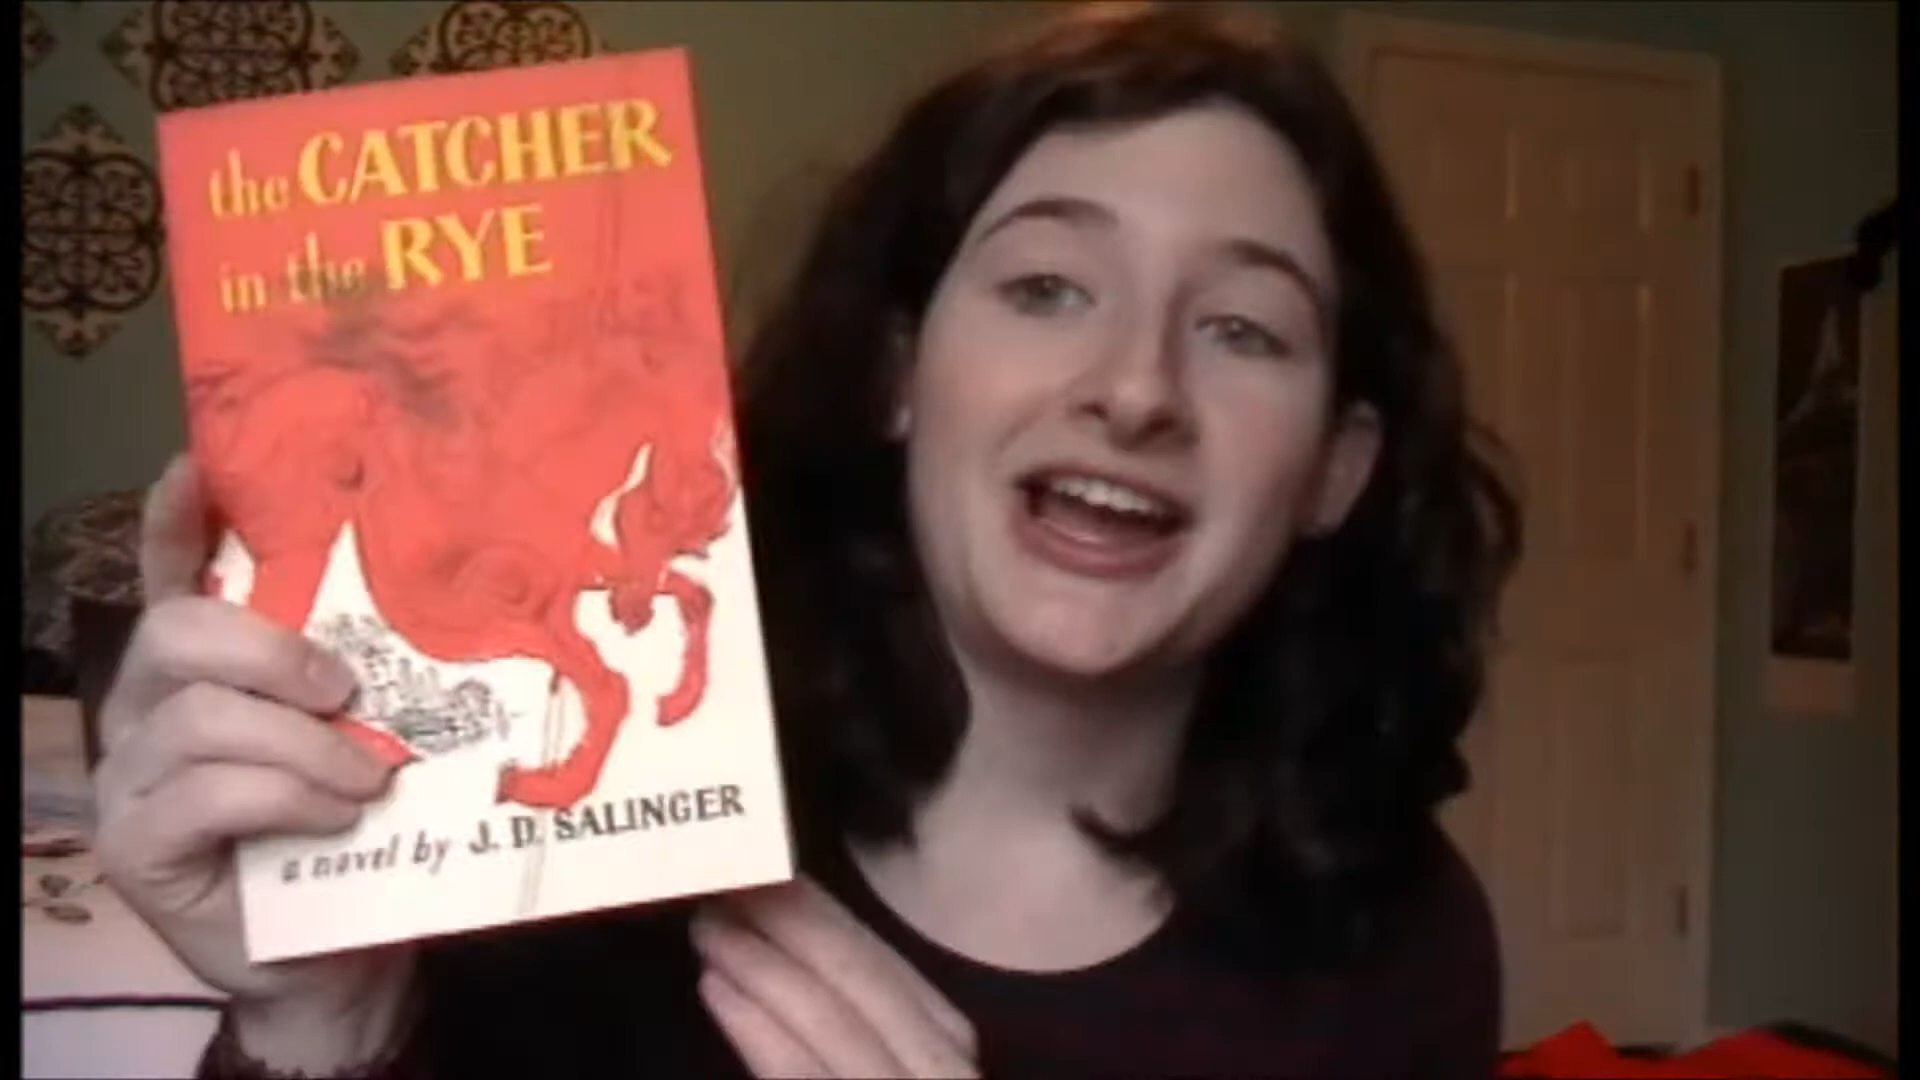 the CATCHER
in the RYE
a novel by J. D. SALINGER